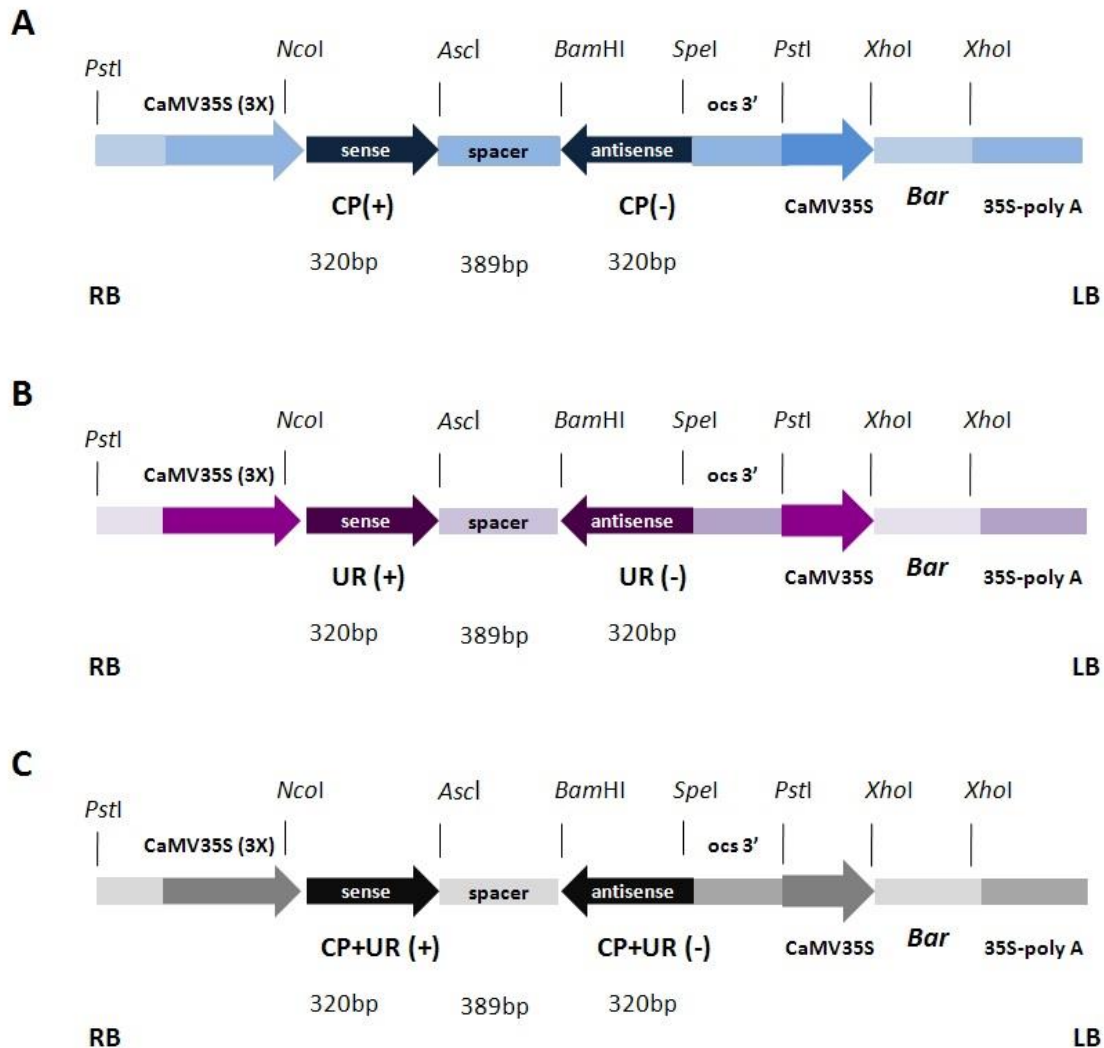 A
PstI NcoI AscI BamHI SpeI PstI XhoI XhoI
CaMV35S (3X) ocs 3’
sense spacer antisense
CP(+) CP(-) CaMV35S Bar 35S-poly A
320bp 389bp 320bp
RB LB
B
PstI NcoI AscI BamHI SpeI PstI XhoI XhoI
CaMV35S (3X) ocs 3’
sense spacer antisense
UR (+) UR (-) CaMV35S Bar 35S-poly A
320bp 389bp 320bp
RB LB
C
PstI NcoI AscI BamHI SpeI PstI XhoI XhoI
CaMV35S (3X) ocs 3’
sense spacer antisense
CP+UR (+) CP+UR (-) CaMV35S Bar 35S-poly A
320bp 389bp 320bp
RB LB